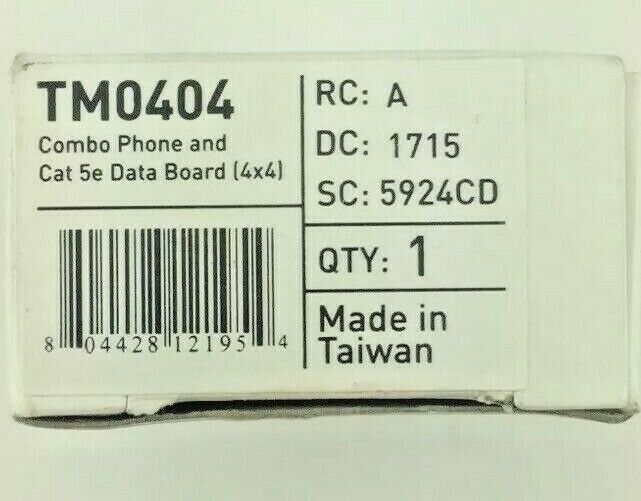 TM0404
Combo Phone and
Cat 5e Data Board (4x4)
8 04428 12195 4
RC: A
DC: 1715
SC: 5924CD
QTY: 1
Made in
Taiwan